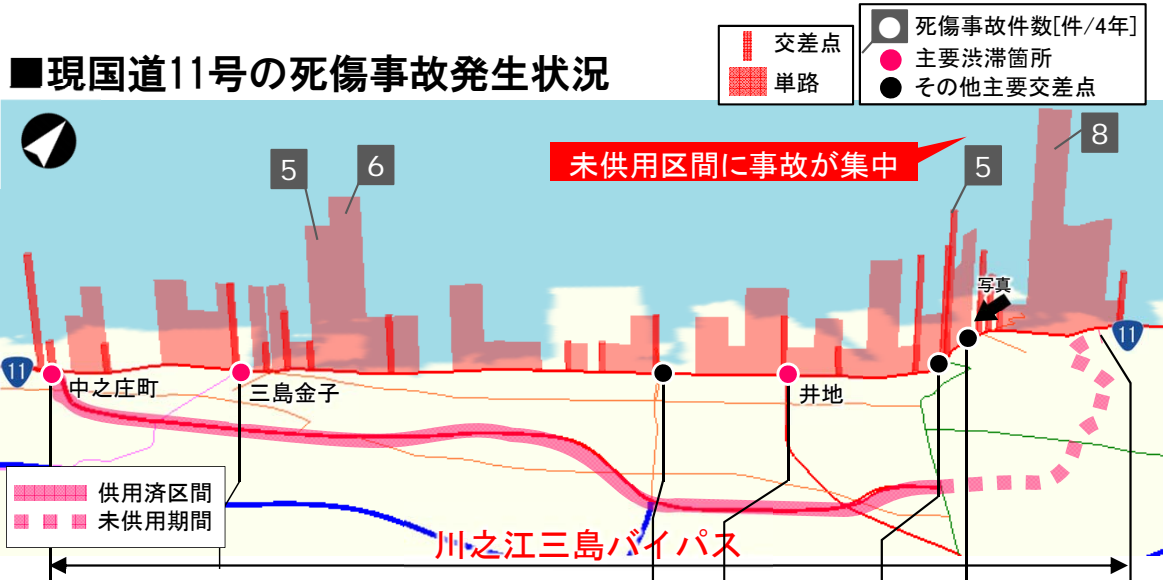 ■現国道11号の死傷事故発生状況
交差点
単路
死傷事故件数[件/4年]
主要渋滞箇所
その他主要交差点
未供用区間に事故が集中
5
6
5
8
写真
11
11
中之庄町
三島金子
井地
供用済区間
未供用期間
川之江三島バイパス